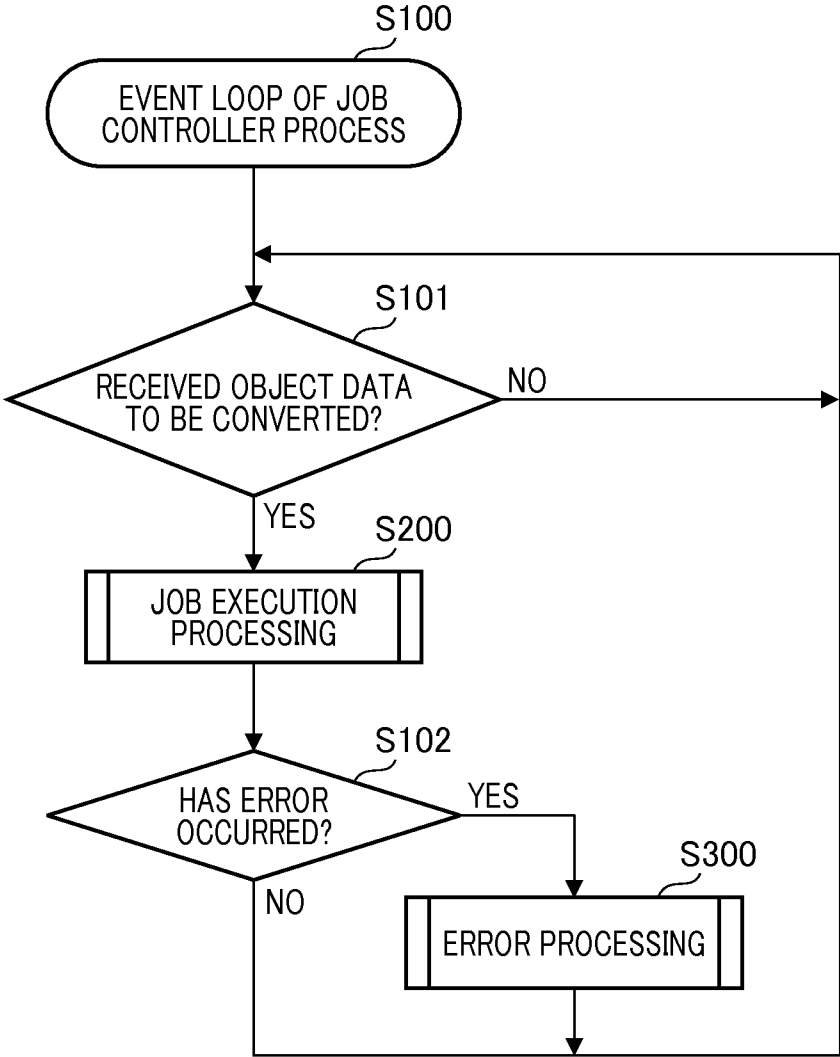 S100
EVENT LOOP OF JOB
CONTROLLER PROCESS
S101
RECEIVED OBJECT DATA
TO BE CONVERTED?
NO
YES
S200
JOB EXECUTION
PROCESSING
S102
HAS ERROR
OCCURRED?
YES
NO
S300
ERROR PROCESSING